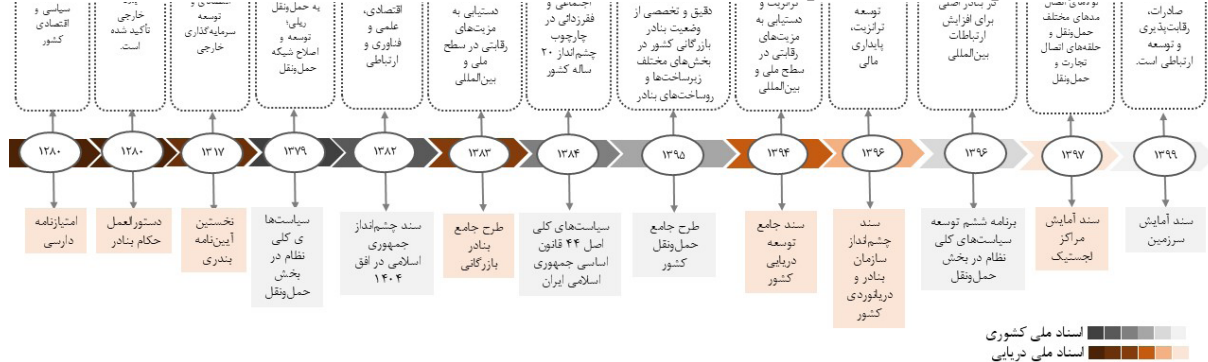 صادرات،
رقابت‌پذیری
و توسعه
ارتباطی است.
مدهای مختلف
حمل‌ونقل و
حلقه‌های اتصال
تجارت و
حمل‌ونقل
در بنادر اصلی
برای افزایش
ارتباطات
بین‌المللی
توسعه
ترانزیت،
پایداری
مالی
ترانزیت و
دستیابی به
مزیت‌های
رقابتی در
سطح ملی و
بین‌المللی
دقیق و تخصصی از
وضعیت بنادر
بازرگانی کشور در
بخش‌های مختلف
زیرساخت‌ها و
روساخت‌های بنادر
اجتماعی و
فقرزدائی در
چارچوب
چشم‌انداز ۲۰
ساله کشور
دستیابی به
مزیت‌های
رقابتی در سطح
ملی و
بین‌المللی
اقتصادی،
علمی و
فناوری و
ارتباطی
به حمل‌ونقل
ریلی؛
توسعه و
اصلاح شبکه
حمل‌ونقل
توسعه
سرمایه‌گذاری
خارجی
خارجی
تأکید شده
است.
سیاسی و
اقتصادی
کشور
۱۳۹۹
۱۳۹۷
۱۳۹۶
۱۳۹۶
۱۳۹۴
۱۳۹۵
۱۳۸۴
۱۳۸۳
۱۳۸۲
۱۳۷۹
۱۳۱۷
۱۲۸۰
۱۲۸۰
سند آمایش
سرزمین
سند آمایش
مراکز
لجستیک
برنامه ششم توسعه
سیاست‌های کلی
نظام در بخش
حمل‌ونقل
سند
چشم‌انداز
سازمان
بنادر و
دریانوردی
کشور
سند جامع
توسعه
دریایی
کشور
طرح جامع
حمل‌ونقل
کشور
سیاست‌های کلی
اصل ۴۴ قانون
اساسی جمهوری
اسلامی ایران
طرح جامع
بنادر
بازرگانی
سند چشم‌انداز
جمهوری
اسلامی در افق
۱۴۰۴
سیاست‌ها
ی کلی
نظام در
بخش
حمل‌ونقل
نخستین
آیین‌نامه
بندری
دستورالعمل
حکام بنادر
امتیازنامه
دارسی
اسناد ملی کشوری
اسناد ملی دریایی